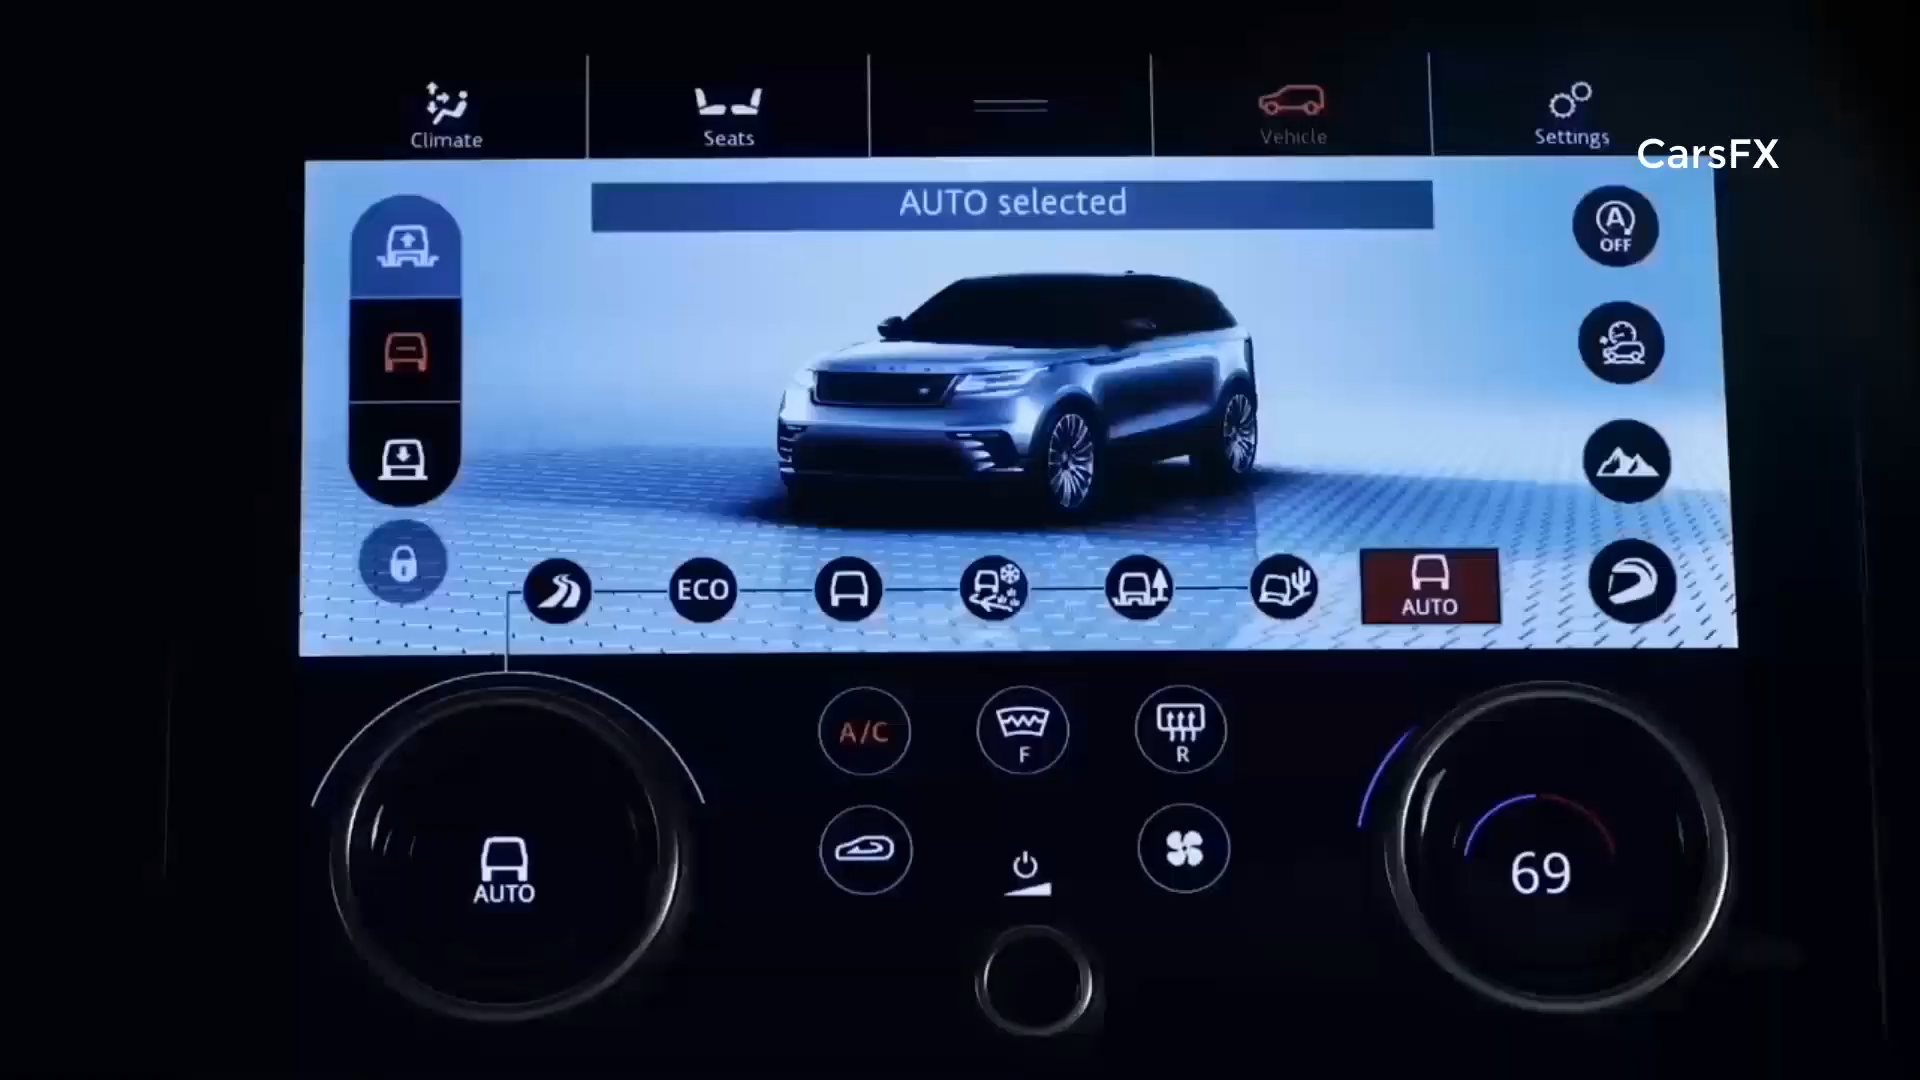 Climate
Seats
Vehicle
Settings
CarsFX
AUTO selected
A
OFF
ECO
AUTO
A/C
F
R
AUTO
69